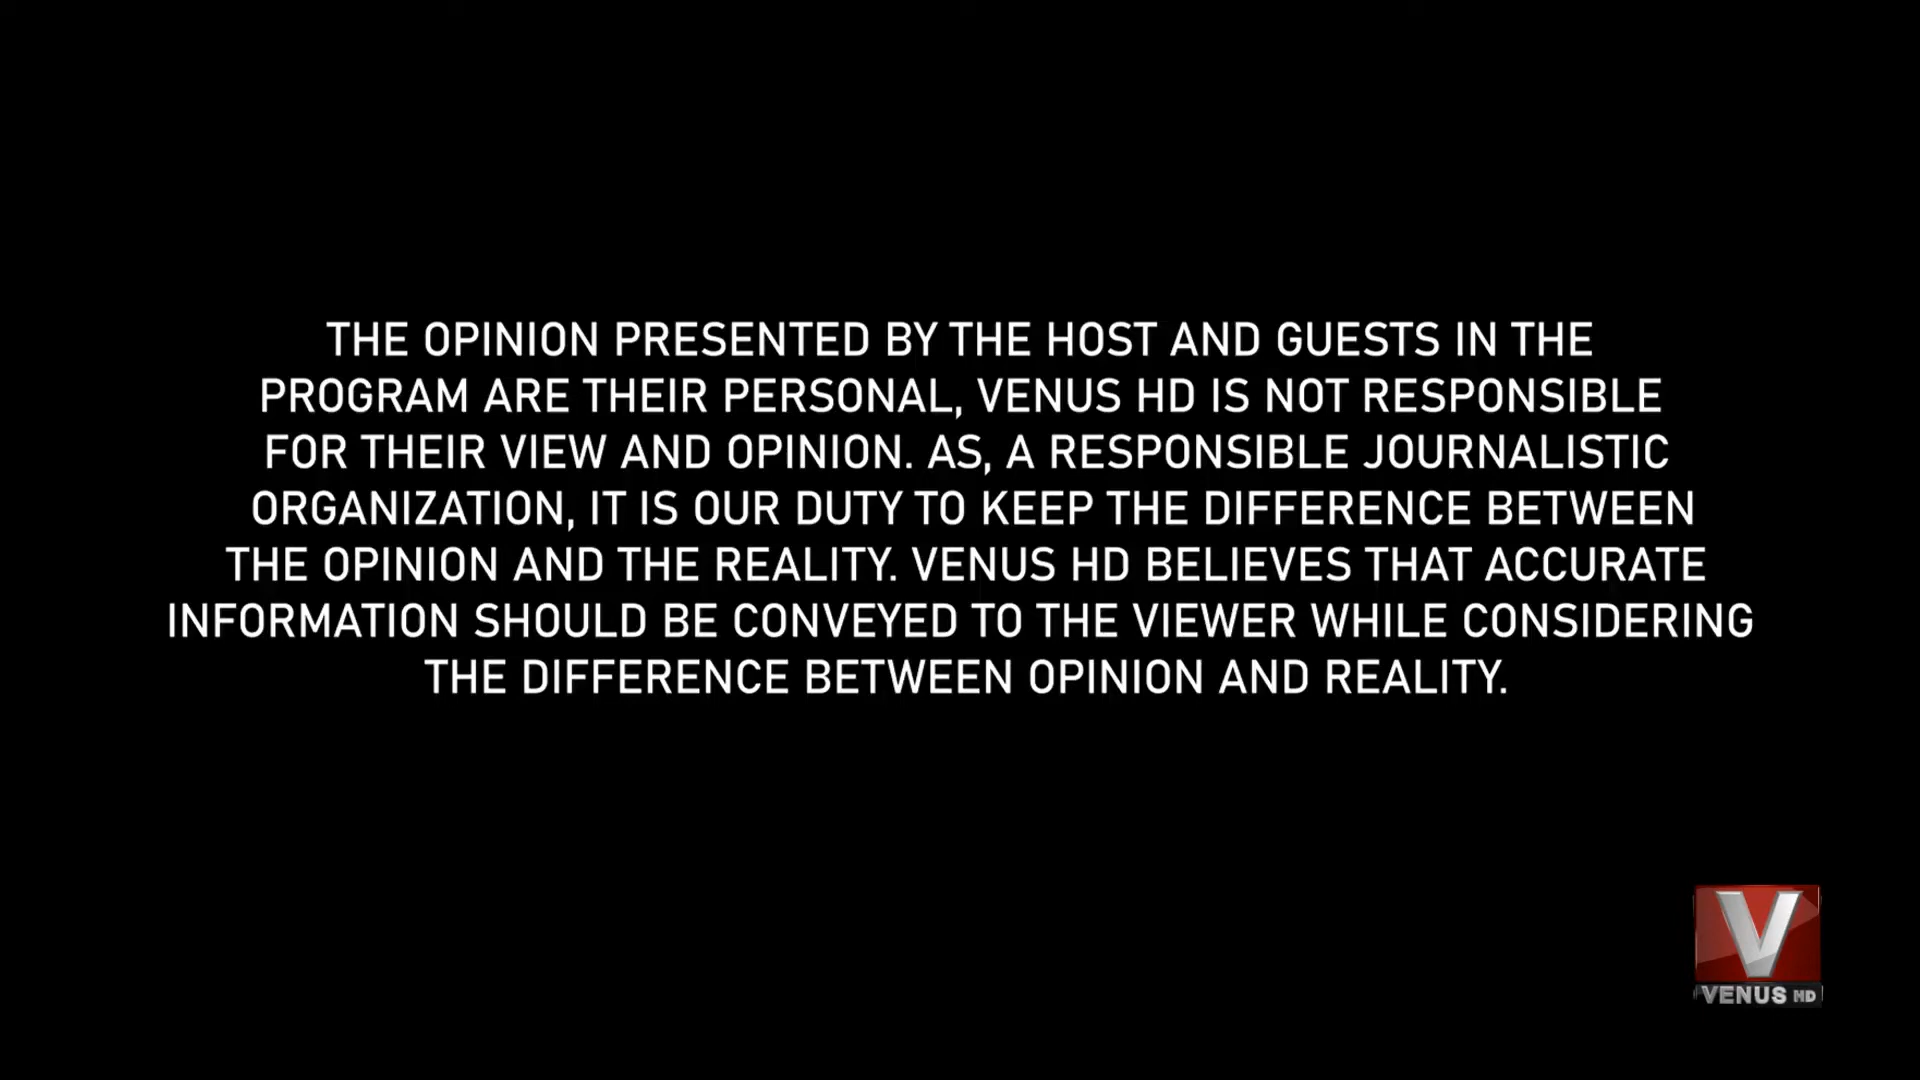 THE OPINION PRESENTED BY THE HOST AND GUESTS IN THE
PROGRAM ARE THEIR PERSONAL, VENUS HD IS NOT RESPONSIBLE
FOR THEIR VIEW AND OPINION. AS, A RESPONSIBLE JOURNALISTIC
ORGANIZATION, IT IS OUR DUTY TO KEEP THE DIFFERENCE BETWEEN
THE OPINION AND THE REALITY. VENUS HD BELIEVES THAT ACCURATE
INFORMATION SHOULD BE CONVEYED TO THE VIEWER WHILE CONSIDERING
THE DIFFERENCE BETWEEN OPINION AND REALITY.
V
VENUS HD